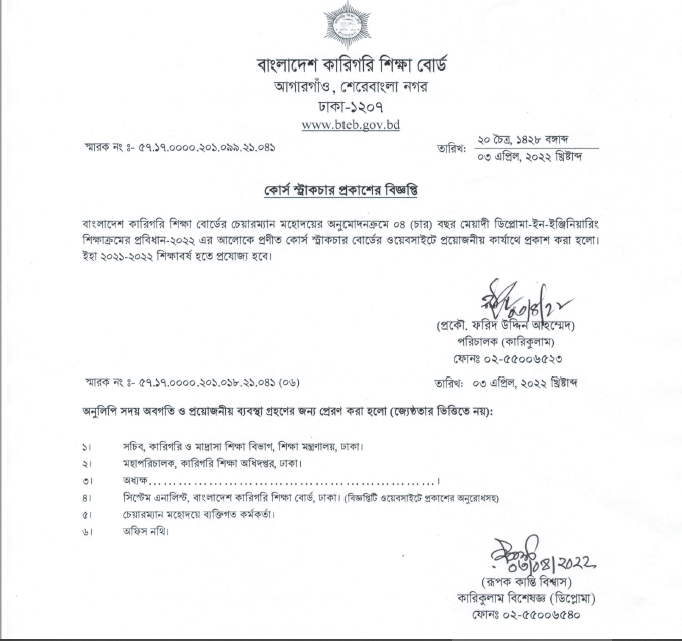 বাংলাদেশ কারিগরি শিক্ষা বোর্ড
আগারগাঁও, শেরেবাংলা নগর
ঢাকা-১২০৭
www.bteb.gov.bd
স্মারক নং ঃ- ৫৭.১৭.০০০০.২০১.০৯৯.২১.০৪১
তারিখ: ২০ চৈত্র, ১৪২৮ বঙ্গাব্দ
০৩ এপ্রিল, ২০২২ খ্রিষ্টাব্দ
কোর্স স্ট্রাকচার প্রকাশের বিজ্ঞপ্তি
বাংলাদেশ কারিগরি শিক্ষা বোর্ডের চেয়ারম্যান মহোদয়ের অনুমোদনক্রমে ০৪ (চার) বছর মেয়াদী ডিপ্লোমা-ইন-ইঞ্জিনিয়ারিং
শিক্ষাক্রমের প্রবিধান-২০২২ এর আলোকে প্রণীত কোর্স স্ট্রাকচার বোর্ডের ওয়েবসাইটে প্রয়োজনীয় কার্যার্থে প্রকাশ করা হলো।
ইহা ২০২১-২০২২ শিক্ষাবর্ষ হতে প্রযোজ্য হবে।
০৩/৪/২২
(প্রকৌ. ফরিদ উদ্দিন আহম্মেদ)
পরিচালক (কারিকুলাম)
ফোনঃ ০২-৫৫০০৬৫২৩
স্মারক নং ঃ- ৫৭.১৭.০০০০.২০১.০১৮.২১.০৪১ (০৬)
তারিখ: ০৩ এপ্রিল, ২০২২ খ্রিষ্টাব্দ
অনুলিপি সদয় অবগতি ও প্রয়োজনীয় ব্যবস্থা গ্রহণের জন্য প্রেরণ করা হলো (জ্যেষ্ঠতার ভিত্তিতে নয়):
১। সচিব, কারিগরি ও মাদ্রাসা শিক্ষা বিভাগ, শিক্ষা মন্ত্রণালয়, ঢাকা।
২। মহাপরিচালক, কারিগরি শিক্ষা অধিদপ্তর, ঢাকা।
৩। অধ্যক্ষ.......................................................।
৪। সিস্টেম এনালিস্ট, বাংলাদেশ কারিগরি শিক্ষা বোর্ড, ঢাকা। (বিজ্ঞপ্তিটি ওয়েবসাইটে প্রকাশের অনুরোধসহ)
৫। চেয়ারম্যান মহোদয়ে ব্যক্তিগত কর্মকর্তা।
৬। অফিস নথি।
০৩/০৪/২০২২
(রূপক কান্তি বিশ্বাস)
কারিকুলাম বিশেষজ্ঞ (ডিপ্লোমা)
ফোনঃ ০২-৫৫০০৬৫৪০